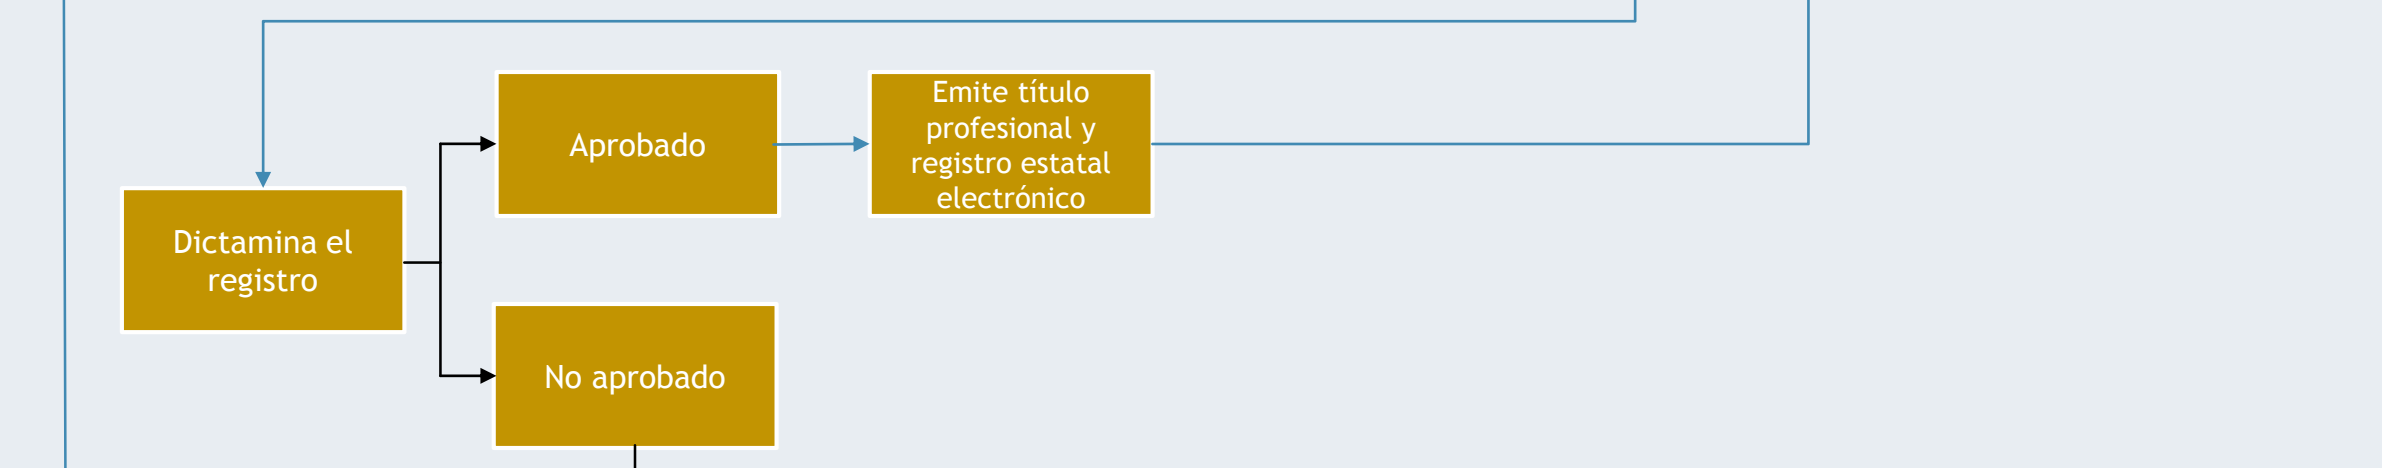 Dictamina el
registro
Aprobado
Emite título
profesional y
registro estatal
electrónico
No aprobado